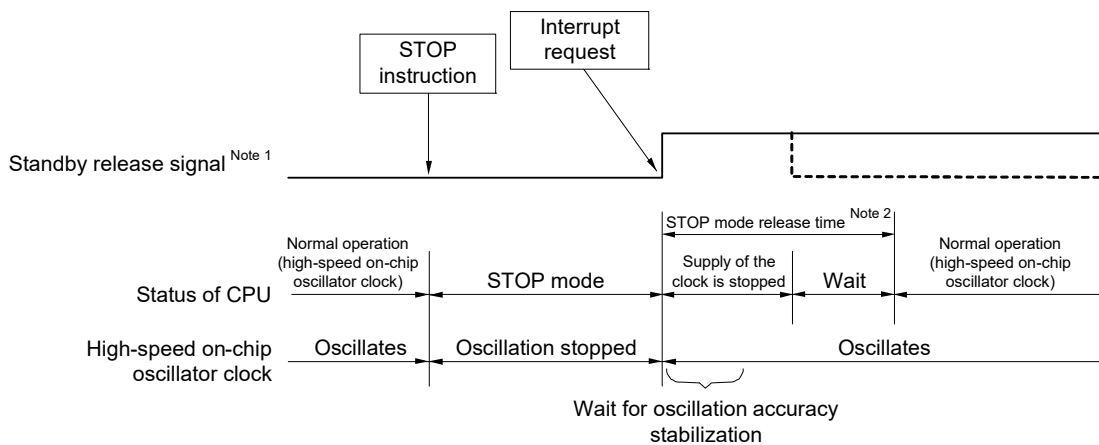 STOP
instruction
Interrupt
request
Standby release signal Note 1
STOP mode release time Note 2
Status of CPU
Normal operation
(high-speed on-chip
oscillator clock)
STOP mode
Supply of the
clock is stopped
Wait
Normal operation
(high-speed on-chip
oscillator clock)
High-speed on-chip
oscillator clock
Oscillates
Oscillation stopped
Oscillates
Wait for oscillation accuracy
stabilization